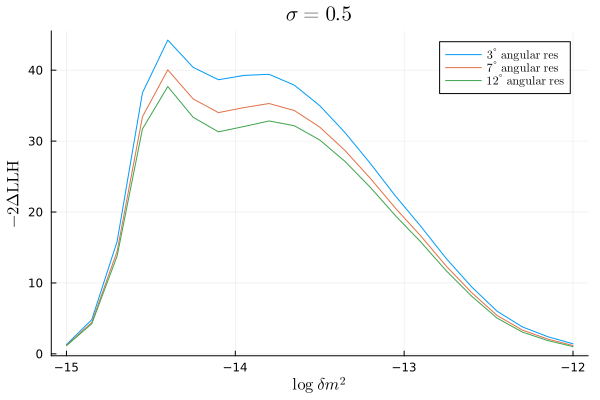 σ = 0.5
3° angular res
7° angular res
12° angular res
−2ΔLLH
40
30
20
10
0
−15
−14
−13
−12
log δm²